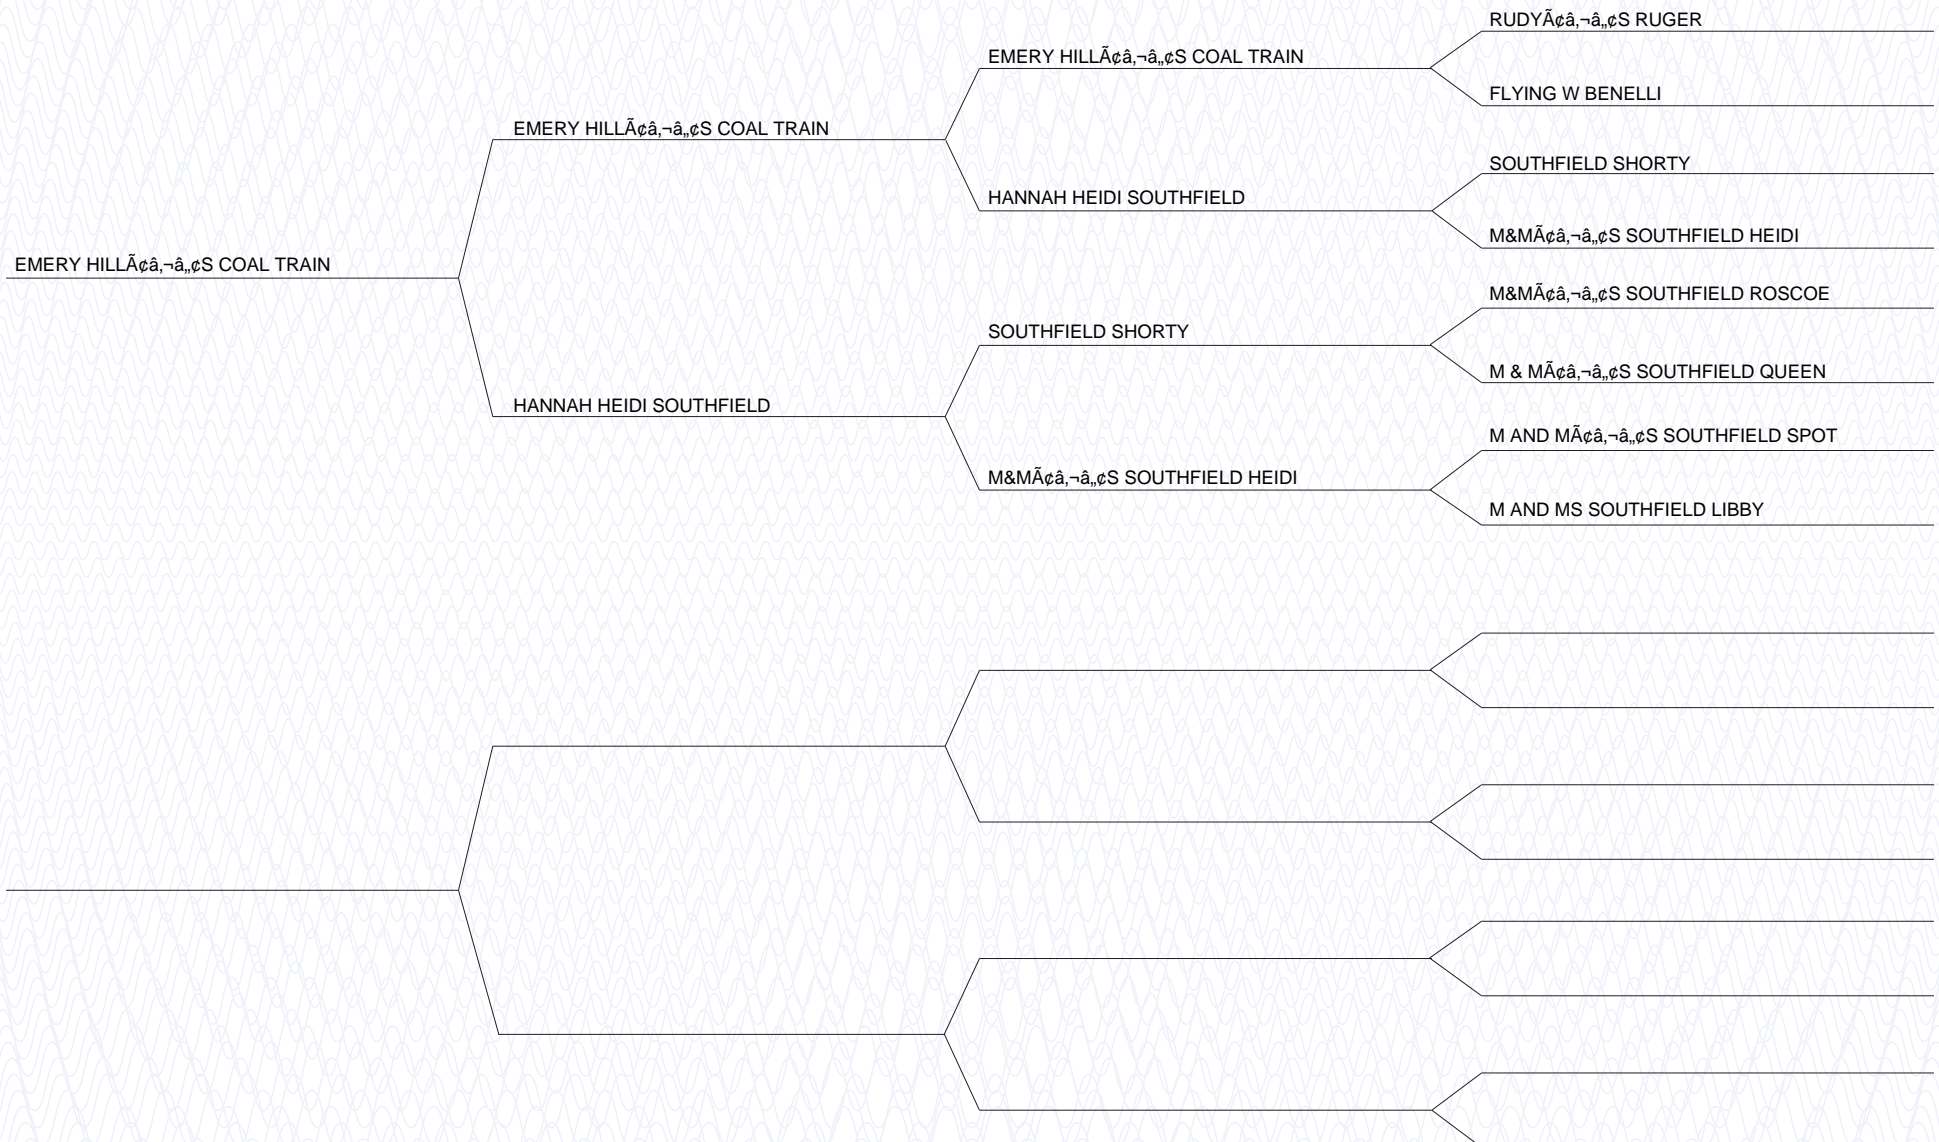 RUDYÃ¢â‚¬â„¢S RUGER
EMERY HILLÃ¢â‚¬â„¢S COAL TRAIN
FLYING W BENELLI
EMERY HILLÃ¢â‚¬â„¢S COAL TRAIN
SOUTHFIELD SHORTY
HANNAH HEIDI SOUTHFIELD
M&MÃ¢â‚¬â„¢S SOUTHFIELD HEIDI
EMERY HILLÃ¢â‚¬â„¢S COAL TRAIN
M&MÃ¢â‚¬â„¢S SOUTHFIELD ROSCOE
SOUTHFIELD SHORTY
M & MÃ¢â‚¬â„¢S SOUTHFIELD QUEEN
HANNAH HEIDI SOUTHFIELD
M AND MÃ¢â‚¬â„¢S SOUTHFIELD SPOT
M&MÃ¢â‚¬â„¢S SOUTHFIELD HEIDI
M AND MS SOUTHFIELD LIBBY